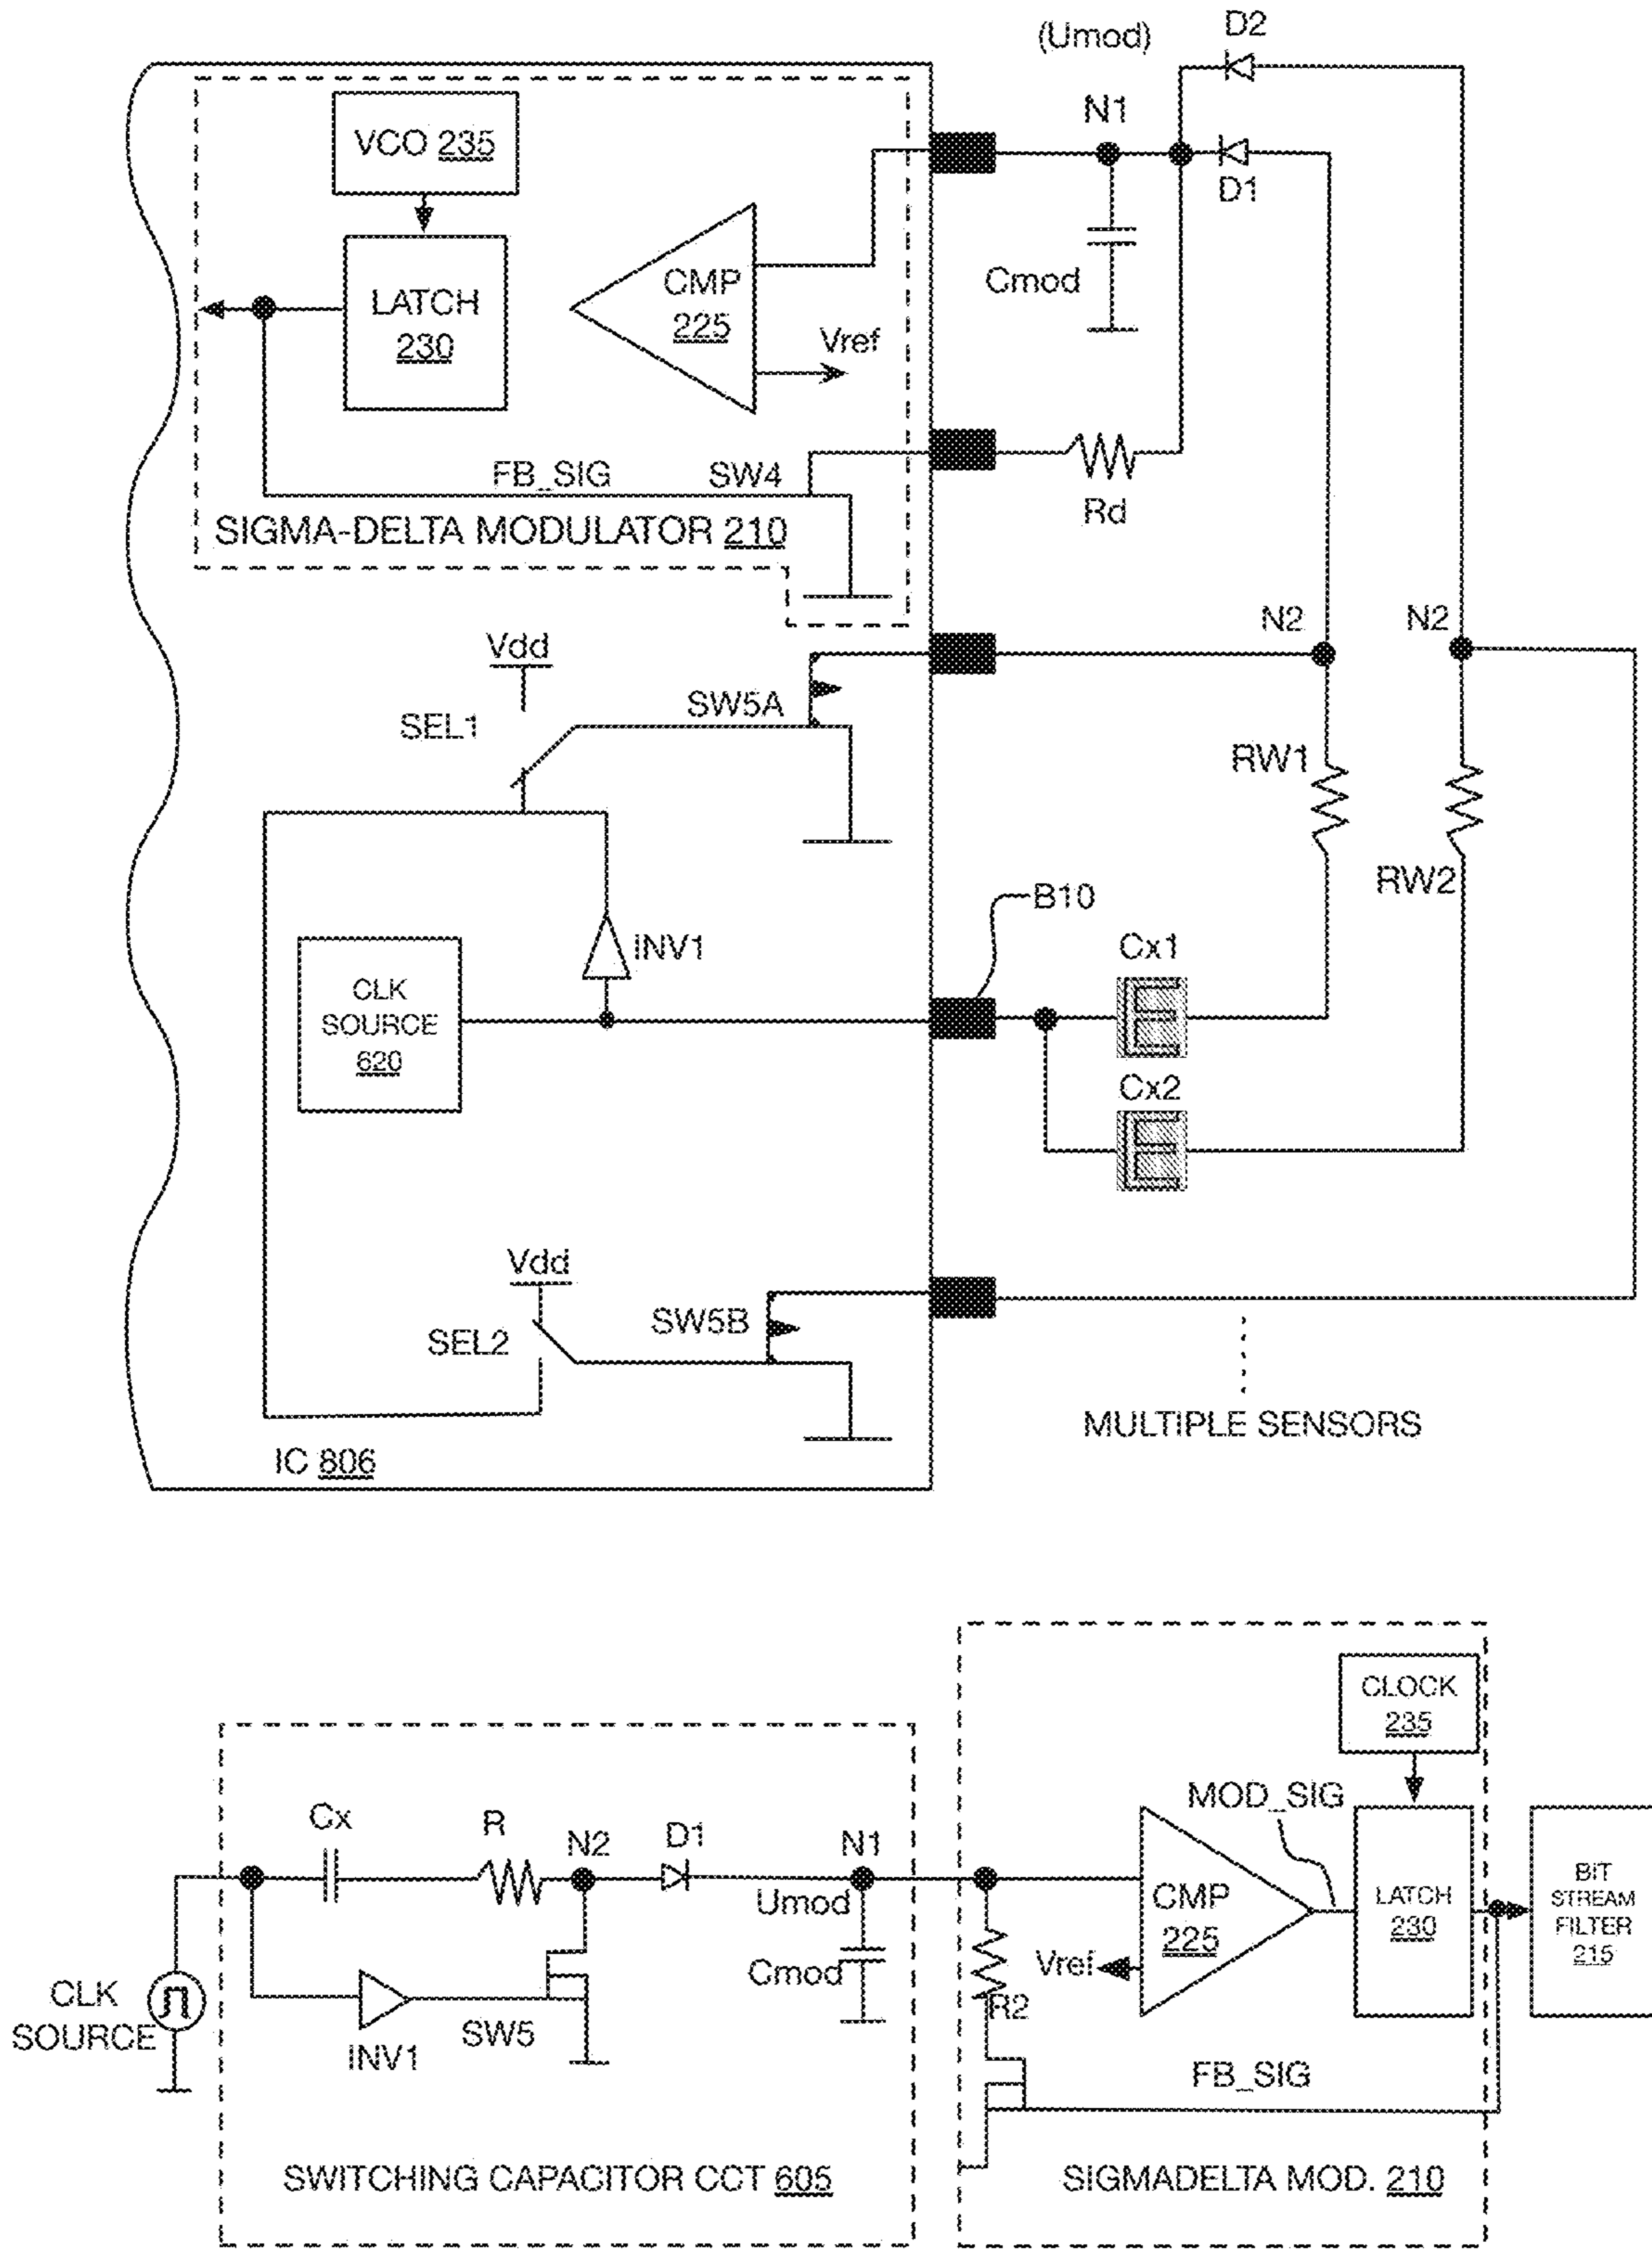 D2
(Umod)
N1
D1
VCO 235
LATCH
230
CMP
225
Vref
Cmod
FB_SIG
SW4
Rd
SIGMA-DELTA MODULATOR 210
N2
N2
Vdd
SEL1
SW5A
RW1
RW2
B10
INV1
CLK
SOURCE
620
Cx1
Cx2
Vdd
SEL2
SW5B
MULTIPLE SENSORS
IC 806
CLOCK
235
MOD_SIG
Cx
R
N2
D1
N1
Umod
CMP
225
LATCH
230
BIT
STREAM
FILTER
215
Vref
Cmod
R2
CLK
SOURCE
INV1
SW5
FB_SIG
SWITCHING CAPACITOR CCT 605
SIGMADELTA MOD. 210